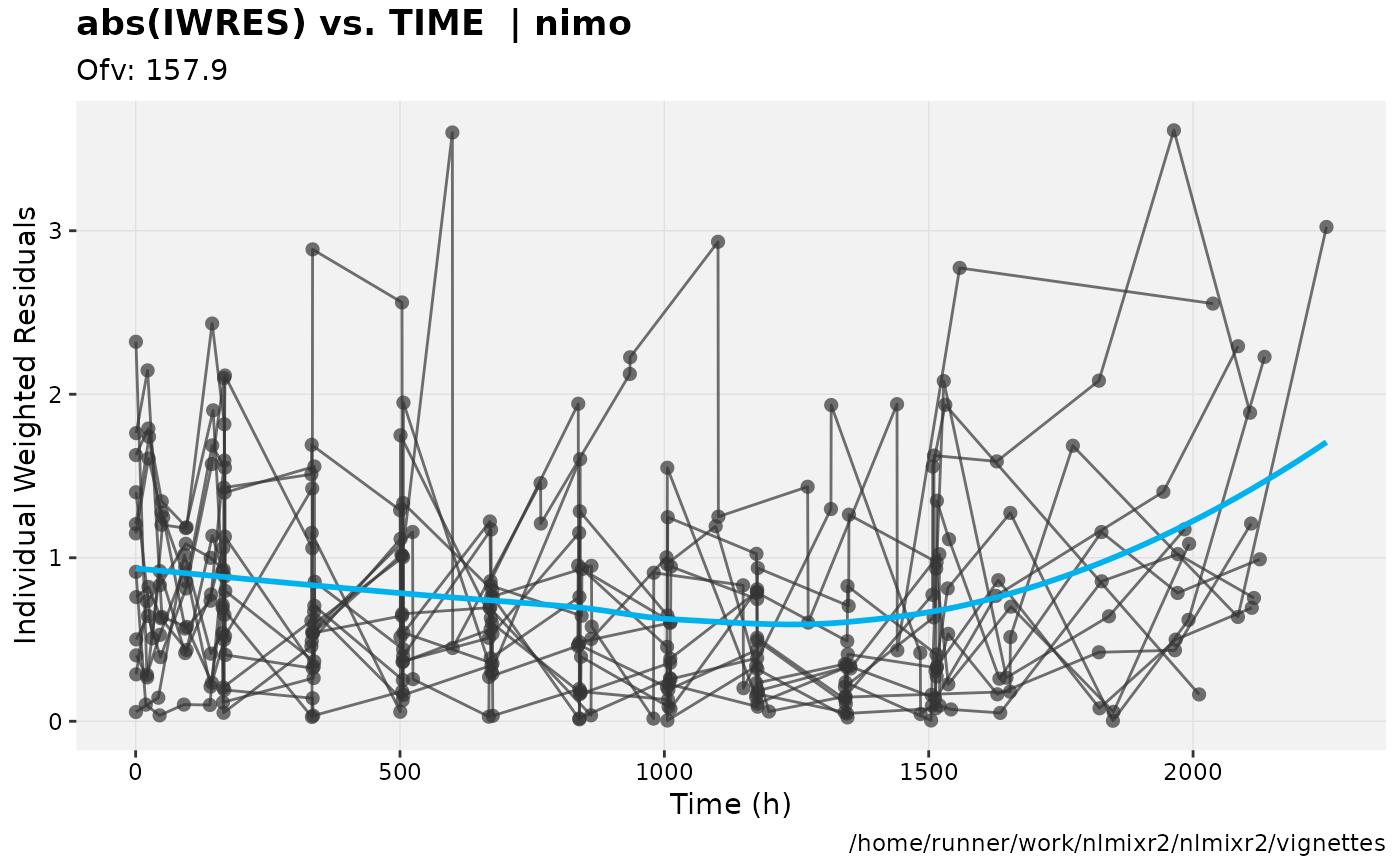 abs(IWRES) vs. TIME  | nimo
Ofv: 157.9
Individual Weighted Residuals
3
2
1
0
0 500 1000 1500 2000
Time (h)
/home/runner/work/nlmixr2/nlmixr2/vignettes